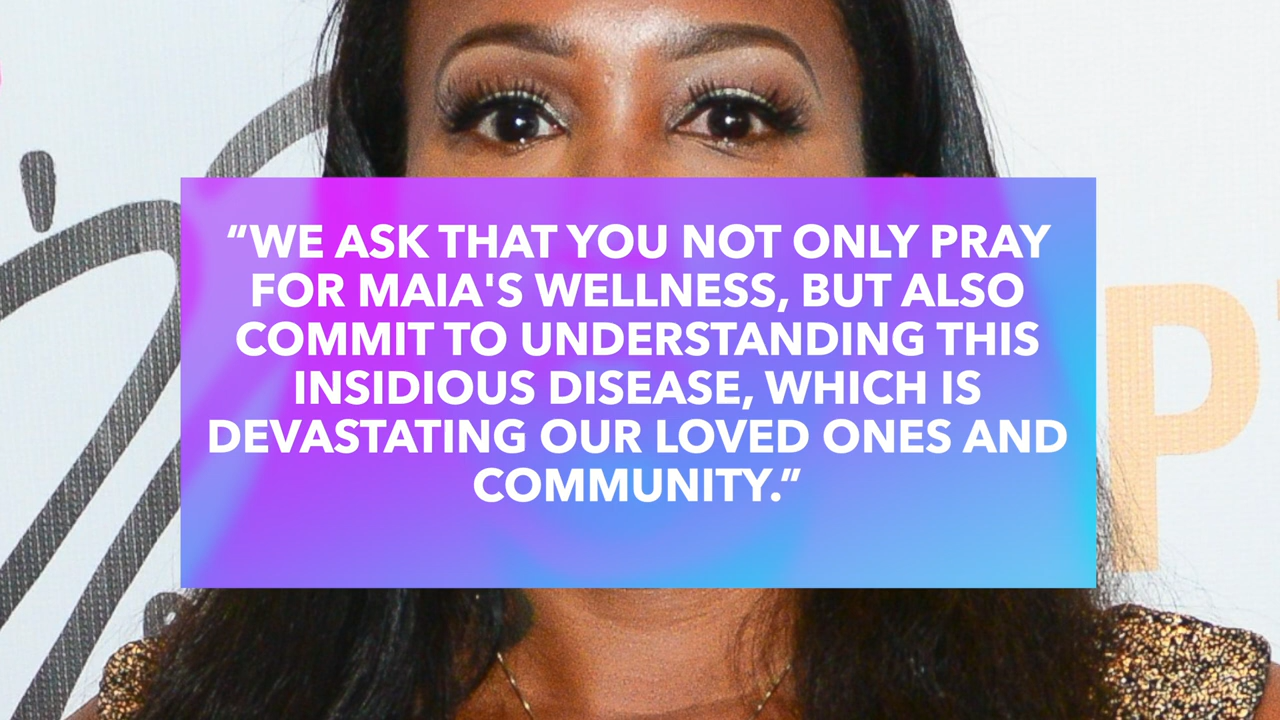 “WE ASK THAT YOU NOT ONLY PRAY
FOR MAIA'S WELLNESS, BUT ALSO
COMMIT TO UNDERSTANDING THIS
INSIDIOUS DISEASE, WHICH IS
DEVASTATING OUR LOVED ONES AND
COMMUNITY.”
P